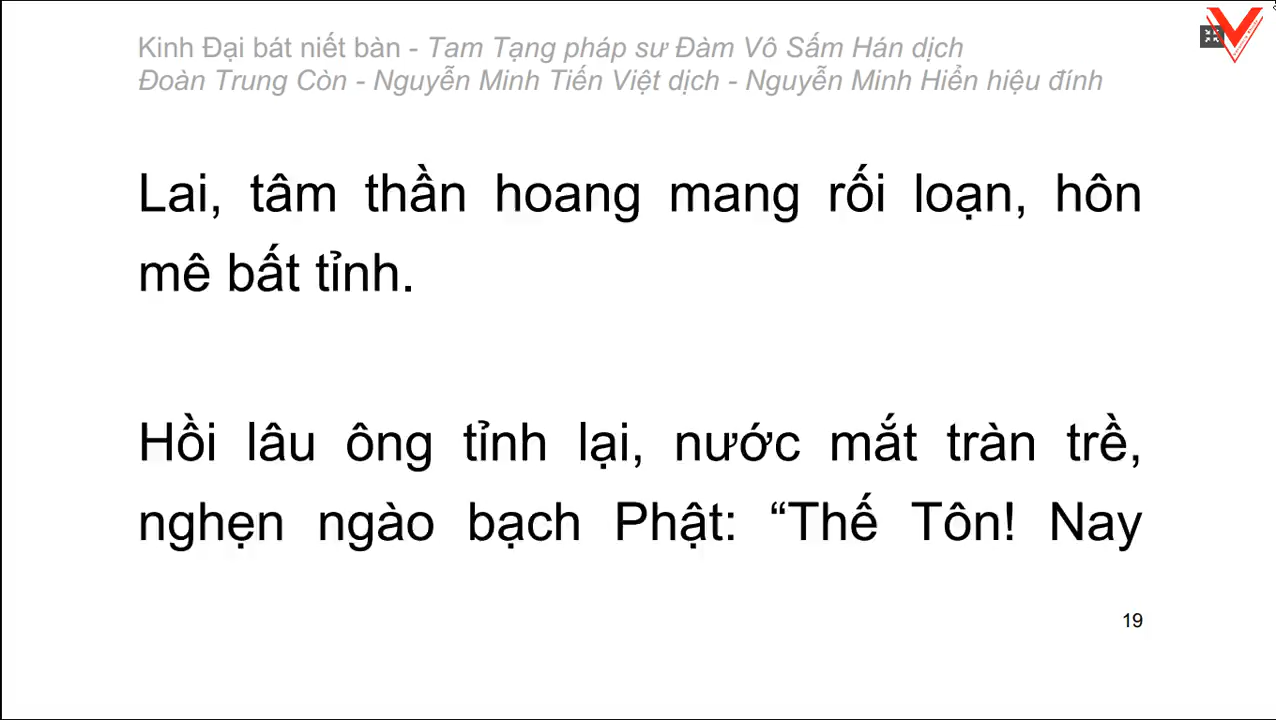 Kinh Đại bát niết bàn - Tam Tạng pháp sư Đàm Vô Sấm Hán dịch
Đoàn Trung Còn - Nguyễn Minh Tiến Việt dịch - Nguyễn Minh Hiển hiệu đính
Lai, tâm thần hoang mang rối loạn, hôn
mê bất tỉnh.
Hồi lâu ông tỉnh lại, nước mắt tràn trề,
nghẹn ngào bạch Phật: “Thế Tôn! Nay
19